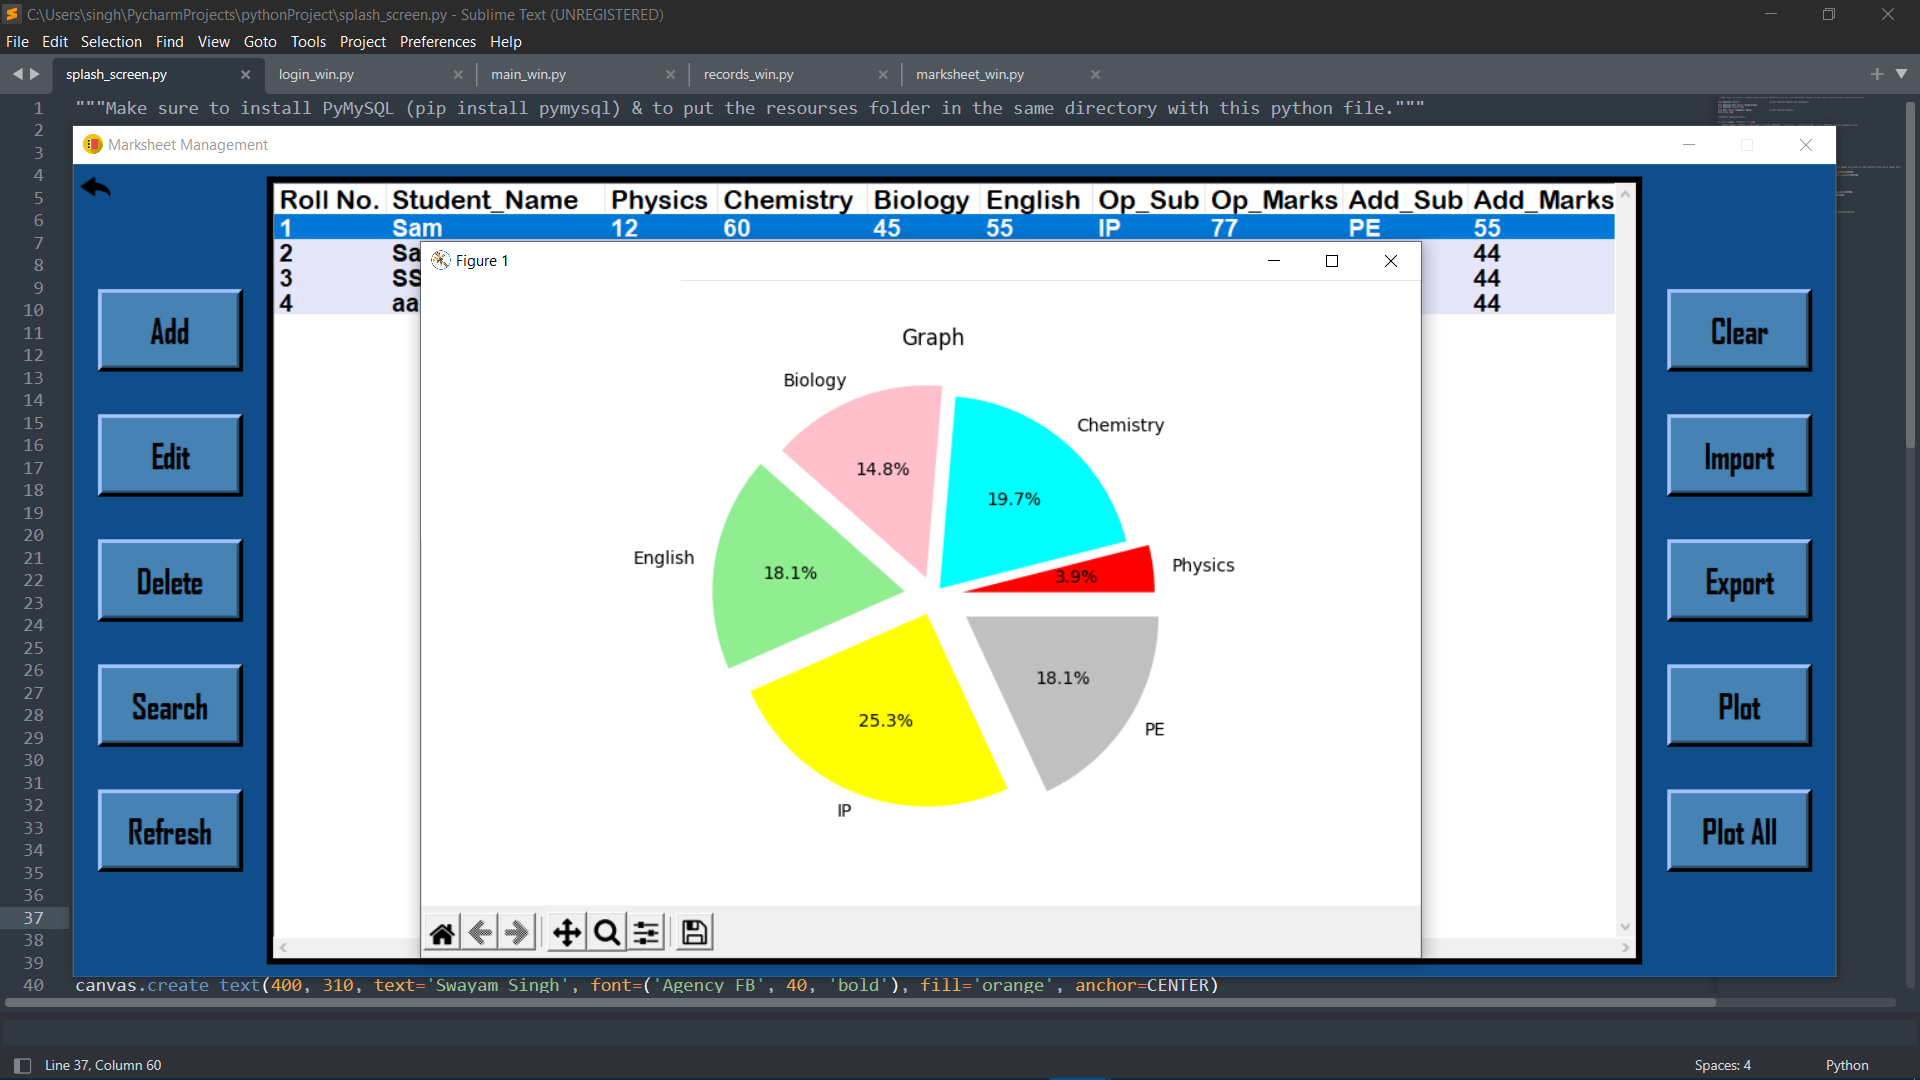 C:\Users\singh\PycharmProjects\pythonProject\splash_screen.py - Sublime Text (UNREGISTERED)
File Edit Selection Find View Goto Tools Project Preferences Help
splash_screen.py login_win.py main_win.py records_win.py marksheet_win.py
1 """Make sure to install PyMySQL (pip install pymysql) & to put the resourses folder in the same directory with this python file."""
2
3
4
5
6
7
8
9
10
11
12
13
14
15
16
17
18
19
20
21
22
23
24
25
26
27
28
29
30
31
32
33
34
35
36
37
38
39
Marksheet Management
Roll No. Student_Name Physics Chemistry Biology English Op_Sub Op_Marks Add_Sub Add_Marks
1 Sam 12 60 45 55 IP 77 PE 55
2 Sa 44
3 SS 44
4 aa 44
Add
Edit
Delete
Search
Refresh
Figure 1
Graph
Biology
Chemistry
14.8%
19.7%
English
18.1%
Physics
3.9%
18.1%
PE
25.3%
IP
Clear
Import
Export
Plot
Plot All
40 canvas.create_text(400, 310, text='Swayam Singh', font=('Agency FB', 40, 'bold'), fill='orange', anchor=CENTER)
Line 37, Column 60 Spaces: 4 Python